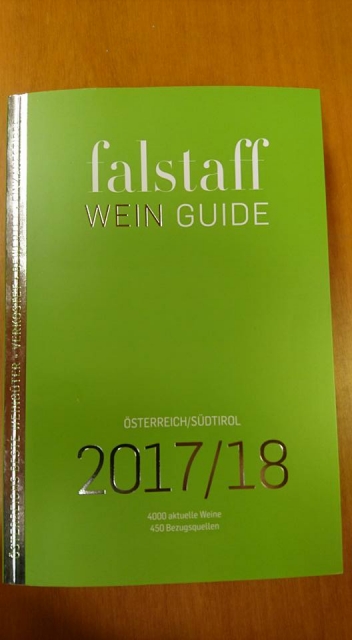 falstaff
WEIN GUIDE
ÖSTERREICH/SÜDTIROL
2017/18
4000 aktuelle Weine
450 Bezugsquellen